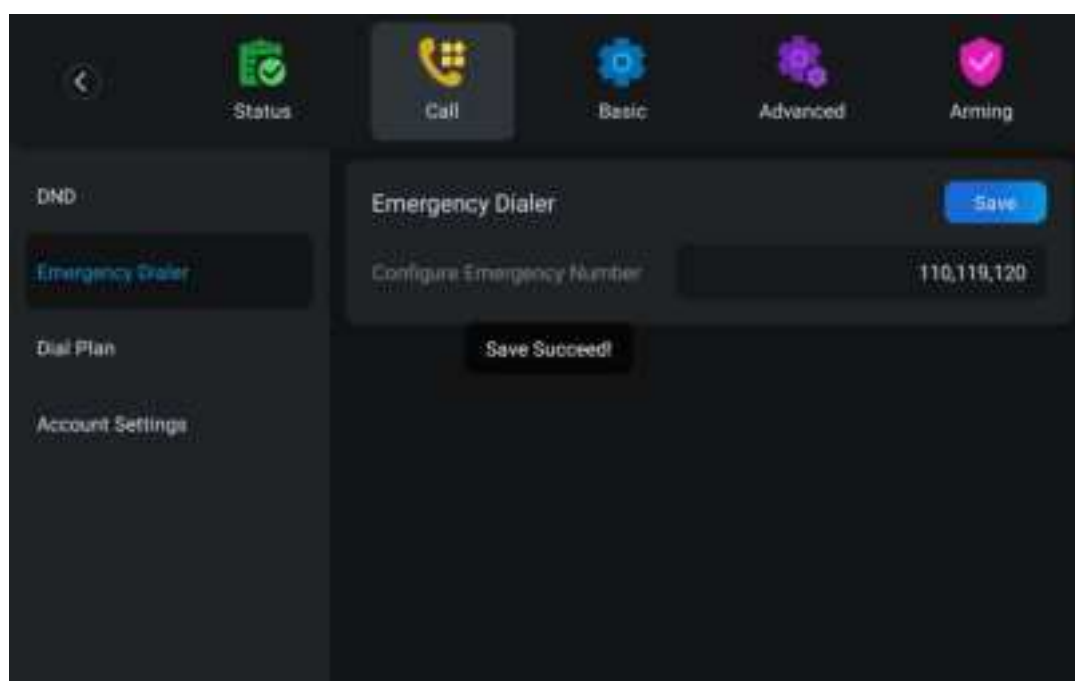 Status
Call
Basic
Advanced
Arming
DND
Emergency Dialer
Dial Plan
Account Settings
Emergency Dialer
Save
Configure Emergency Number
110,119,120
Save Succeed!